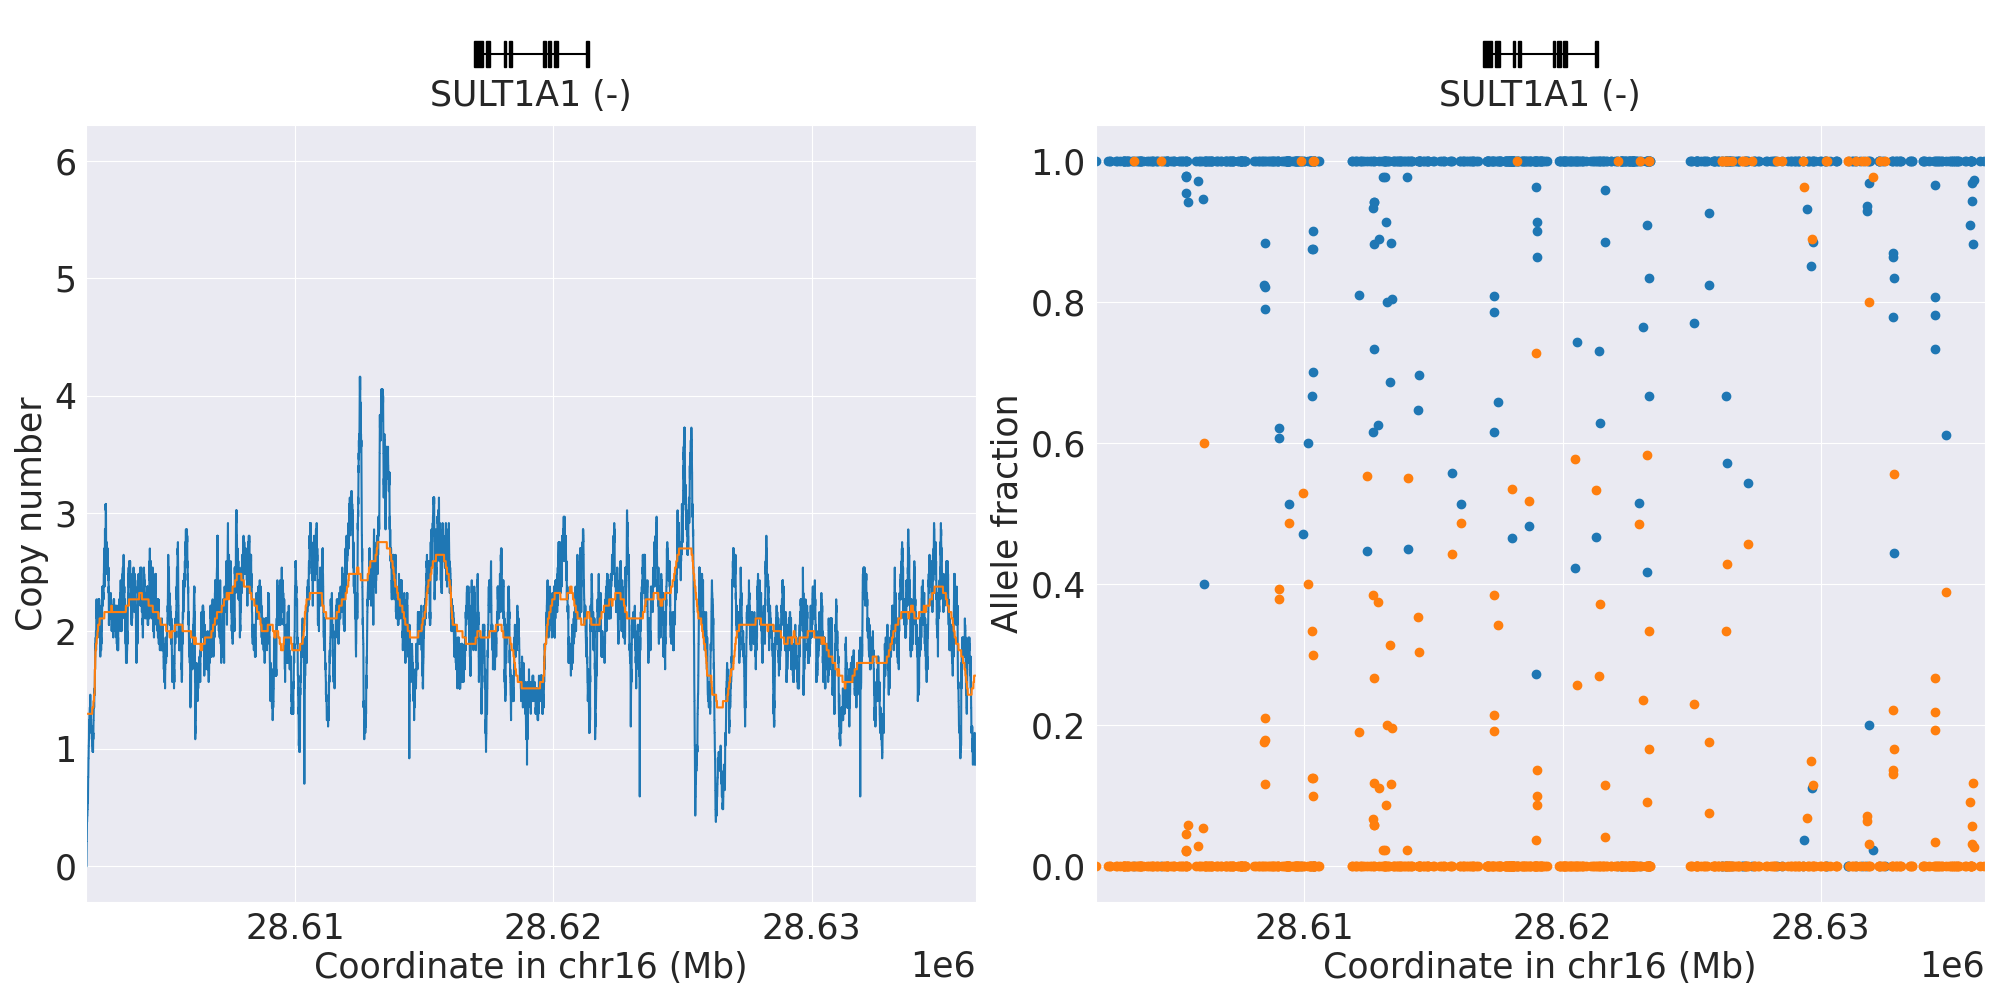 SULT1A1 (-)
6
5
4
3
2
1
0
Copy number
28.61
28.62
28.63
1e6
Coordinate in chr16 (Mb)
SULT1A1 (-)
1.0
0.8
0.6
0.4
0.2
0.0
Allele fraction
28.61
28.62
28.63
1e6
Coordinate in chr16 (Mb)